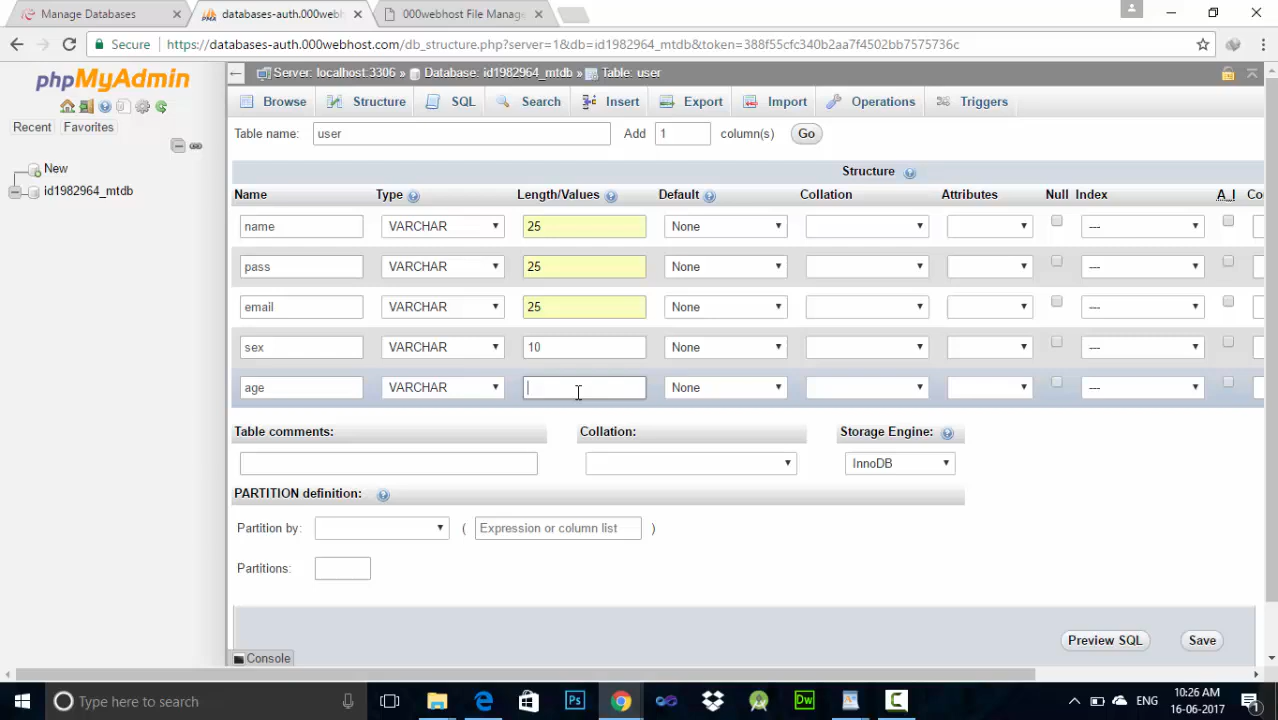 Manage Databases
databases-auth.000web
000webhost File Manag
Secure
https://databases-auth.000webhost.com/db_structure.php?server=1&db=id1982964_mtdb&token=388f55cfc340b2aa7f4502bb7575736c
phpMyAdmin
Recent
Favorites
New
id1982964_mtdb
Server: localhost:3306 »
Database: id1982964_mtdb »
Table: user
Browse
Structure
SQL
Search
Insert
Export
Import
Operations
Triggers
Table name:
user
Add
1
column(s)
Go
Structure
Name Type Length/Values Default Collation Attributes Null Index A_I Co
name VARCHAR 25 None ---
pass VARCHAR 25 None ---
email VARCHAR 25 None ---
sex VARCHAR 10 None ---
age VARCHAR None ---
Table comments:
Collation:
Storage Engine:
InnoDB
PARTITION definition:
Partition by:
( Expression or column list )
Partitions:
Preview SQL
Save
Console
Type here to search
ENG
10:26 AM
16-06-2017